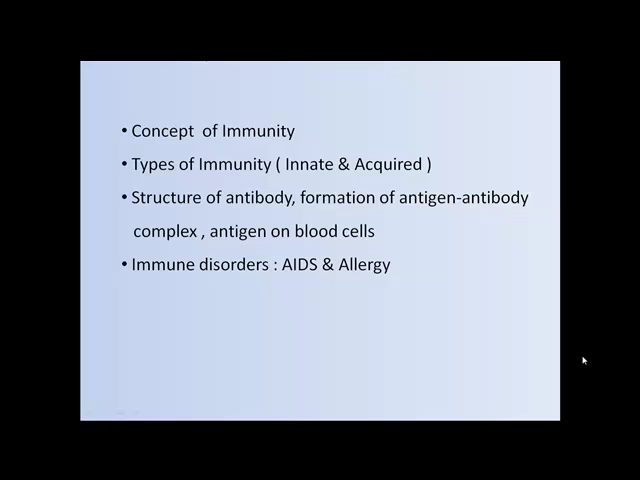 • Concept of Immunity
• Types of Immunity ( Innate & Acquired )
• Structure of antibody, formation of antigen-antibody
complex , antigen on blood cells
• Immune disorders : AIDS & Allergy